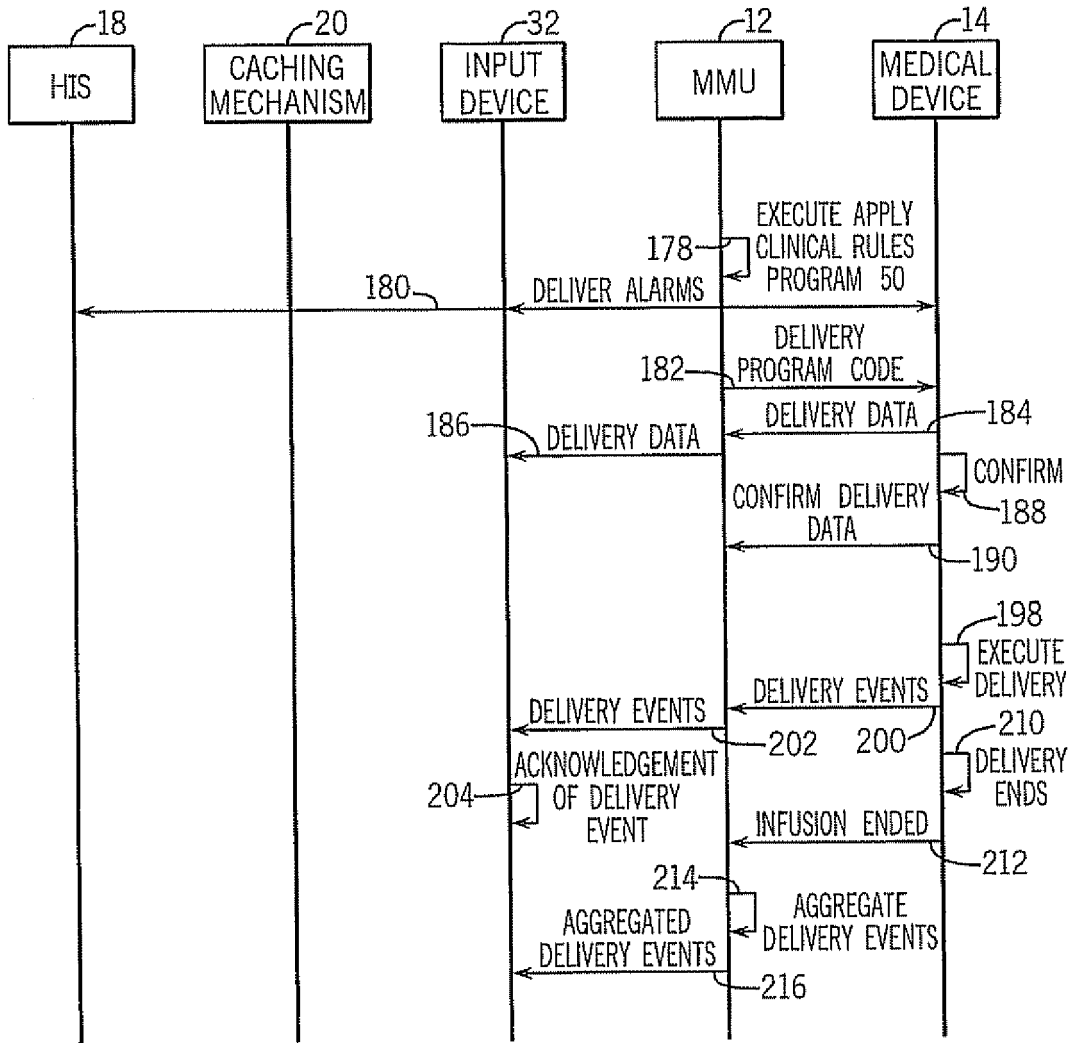 18
20
32
12
14
HIS
CACHING
MECHANISM
INPUT
DEVICE
MMU
MEDICAL
DEVICE
178
EXECUTE APPLY
CLINICAL RULES
PROGRAM 50
180
DELIVER ALARMS
182
DELIVERY
PROGRAM CODE
DELIVERY DATA
184
186
DELIVERY DATA
CONFIRM
188
CONFIRM DELIVERY
DATA
190
198
EXECUTE
DELIVERY
DELIVERY EVENTS
200
DELIVERY EVENTS
202
210
DELIVERY
ENDS
204
ACKNOWLEDGEMENT
OF DELIVERY
EVENT
INFUSION ENDED
212
214
AGGREGATE
DELIVERY EVENTS
AGGREGATED
DELIVERY EVENTS
216